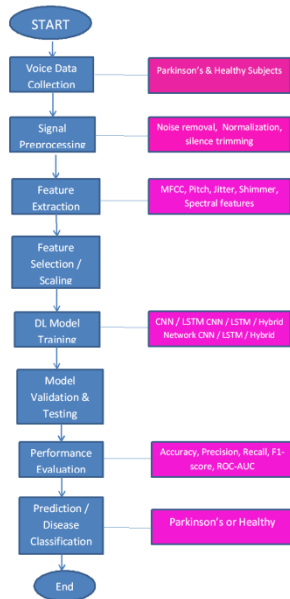 START
Voice Data
Collection
Parkinson's & Healthy Subjects
Signal
Preprocessing
Noise removal, Normalization,
silence trimming
Feature
Extraction
MFCC, Pitch, Jitter, Shimmer,
Spectral features
Feature
Selection /
Scaling
DL Model
Training
CNN / LSTM CNN / LSTM / Hybrid
Network CNN / LSTM / Hybrid
Model
Validation &
Testing
Performance
Evaluation
Accuracy, Precision, Recall, F1-
score, ROC-AUC
Prediction /
Disease
Classification
Parkinson's or Healthy
End